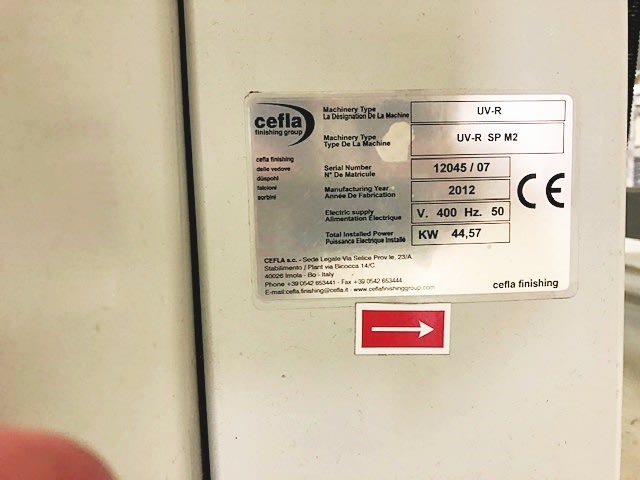 cefla
finishing group
cefla finishing
delle vedove
düspohl
falcioni
sorbini
Machinery Type
La Désignation De La Machine
UV-R
Machinery Type
Type De La Machine
UV-R SP M2
Serial Number
N° De Matricule
12045 / 07
Manufacturing Year
Année De Fabrication
2012
Electric supply
Alimentation Electrique
V. 400 Hz. 50
Total Installed Power
Puissance Electrique Installé
KW 44,57
CE
CEFLA s.c. - Sede Legale Via Selice Prov.le, 23/A
Stabilimento / Plant via Bicocca 14/C
40026 Imola - Bo - Italy
Phone +39 0542 653441 - Fax +39 0542 653444
E-mail:cefla.finishing@cefla.it - www.ceflafinishinggroup.com
cefla finishing